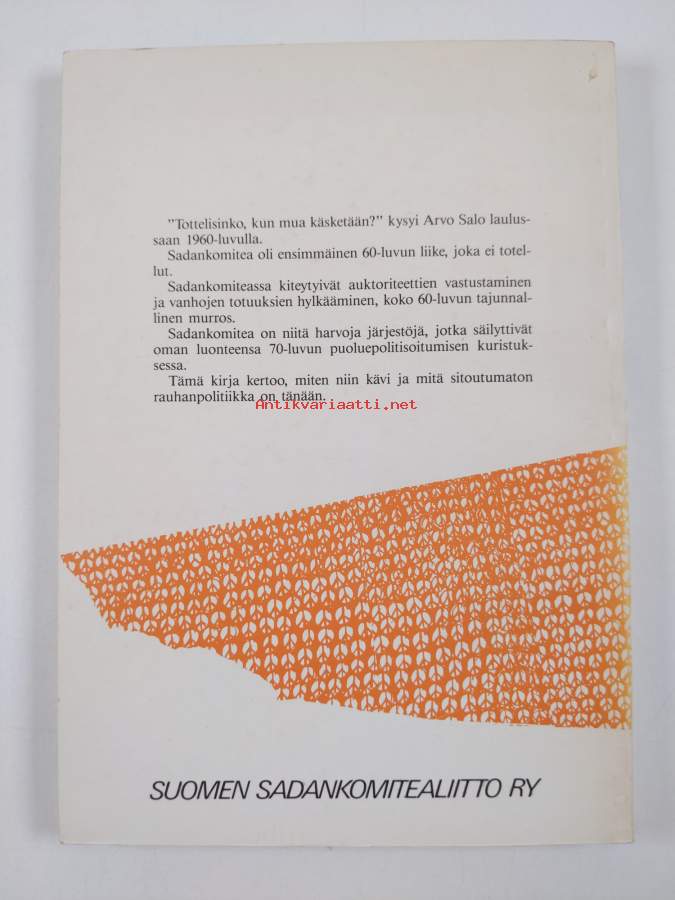 "Tottelisinko, kun mua käsketään?" kysyi Arvo Salo laulus-
saan 1960-luvulla.
Sadankomitea oli ensimmäinen 60-luvun liike, joka ei totel-
lut.
Sadankomiteassa kiteytyivät auktoriteettien vastustaminen
ja vanhojen totuuksien hylkääminen, koko 60-luvun tajunnal-
linen murros.
Sadankomitea on niitä harvoja järjestöjä, jotka säilyttivät
oman luonteensa 70-luvun puoluepolitisoitumisen kuristuk-
sessa.
Tämä kirja kertoo, miten niin kävi ja mitä sitoutumaton
rauhanpolitiikka on tänään.
Antikvariaatti.net
SUOMEN SADANKOMITEALIITTO RY